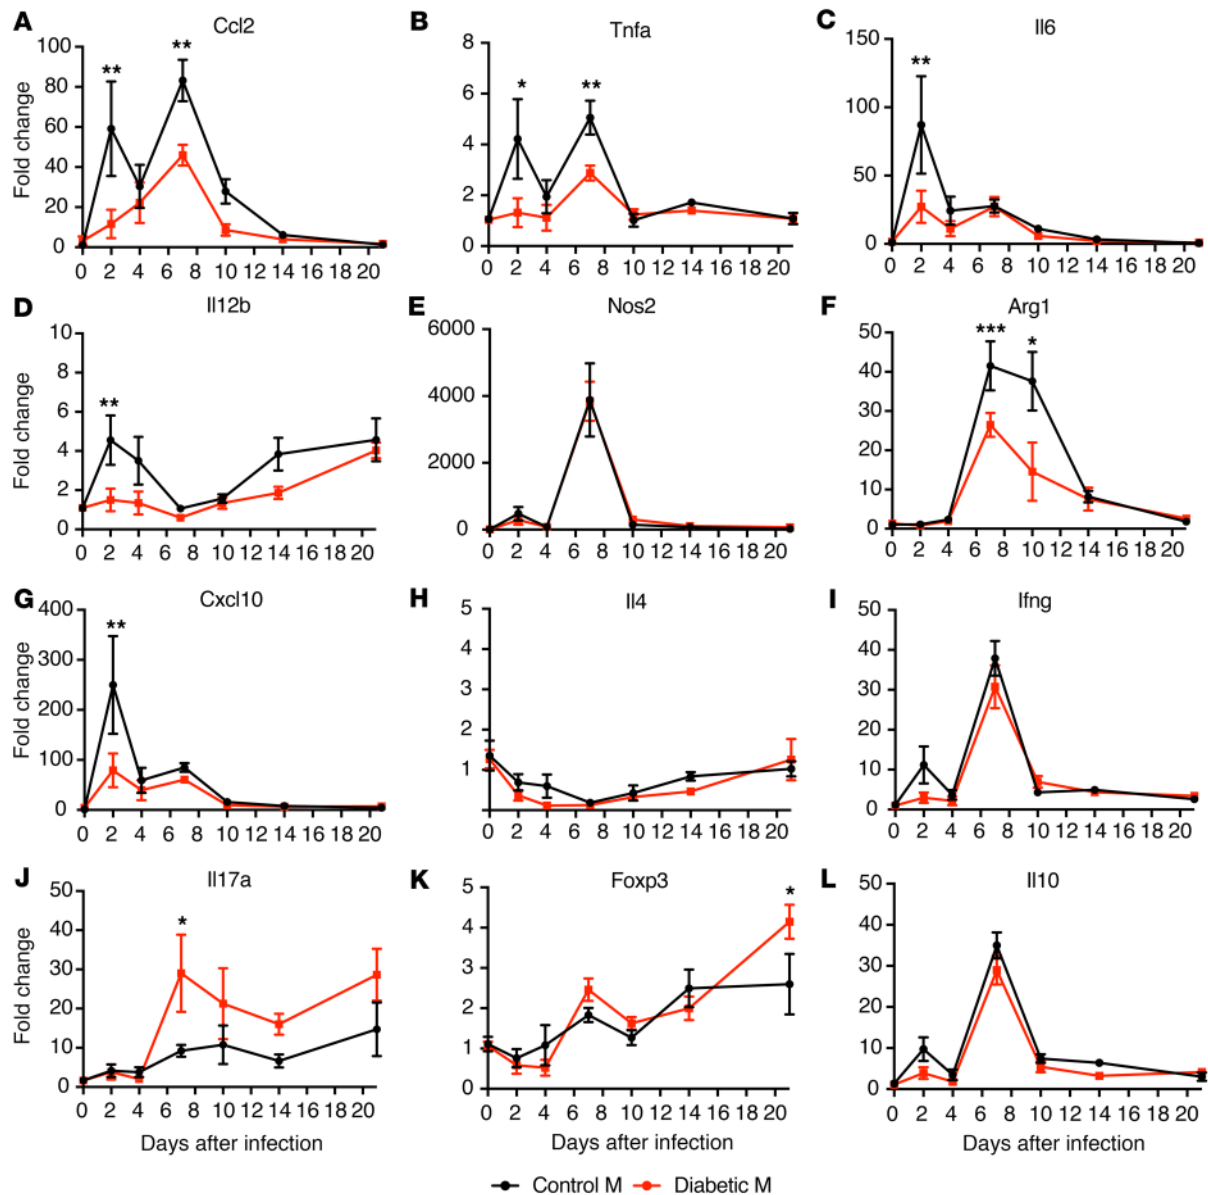 A Ccl2
B Tnfa
C Il6
Fold change
100
80
60
40
20
0
** **
0 2 4 6 8 10 12 14 16 18 20
8
6
4
2
0
* **
0 2 4 6 8 10 12 14 16 18 20
150
100
50
0
**
0 2 4 6 8 10 12 14 16 18 20
D Il12b
E Nos2
F Arg1
Fold change
10
8
6
4
2
0
**
0 2 4 6 8 10 12 14 16 18 20
6000
4000
2000
0
0 2 4 6 8 10 12 14 16 18 20
50
40
30
20
10
0
*** *
0 2 4 6 8 10 12 14 16 18 20
G Cxcl10
H Il4
I Ifng
Fold change
400
300
200
100
0
**
0 2 4 6 8 10 12 14 16 18 20
5
4
3
2
1
0 2 4 6 8 10 12 14 16 18 20
50
40
30
20
10
0
0 2 4 6 8 10 12 14 16 18 20
J Il17a
K Foxp3
L Il10
Fold change
50
40
30
20
10
0
*
0 2 4 6 8 10 12 14 16 18 20
5
4
3
2
1
0
*
0 2 4 6 8 10 12 14 16 18 20
50
40
30
20
10
0
0 2 4 6 8 10 12 14 16 18 20
Days after infection
Days after infection
Days after infection
Control M Diabetic M